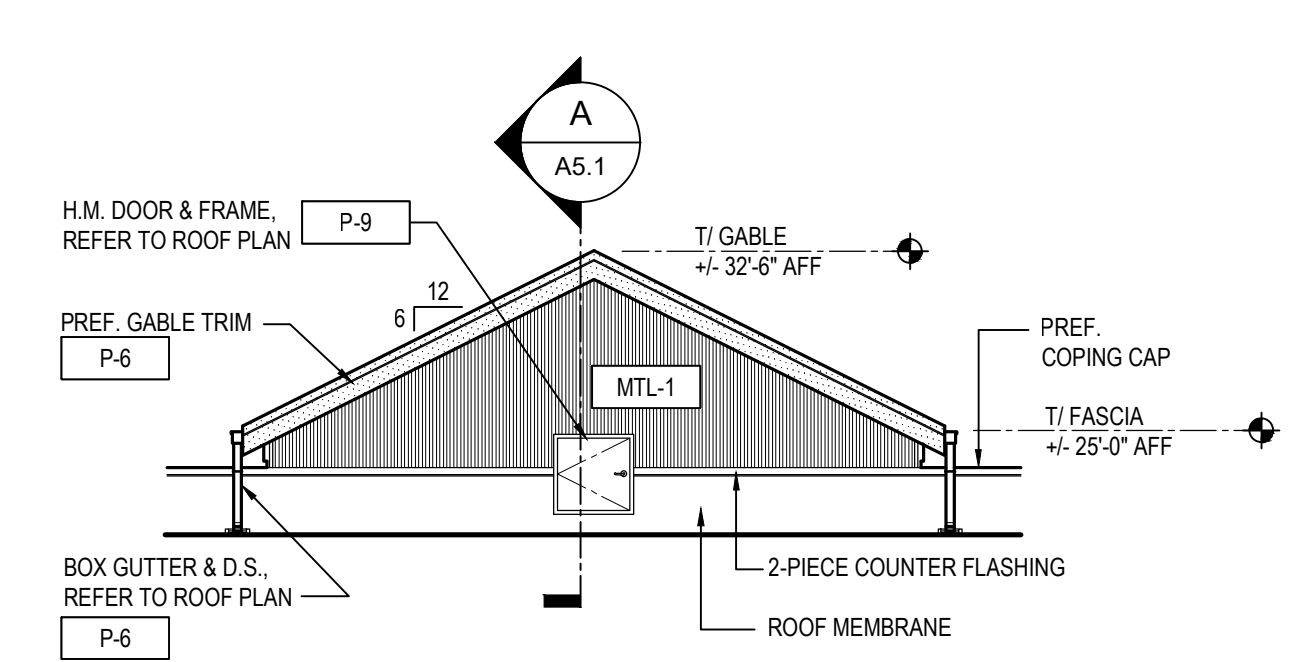 A
A5.1
H.M. DOOR & FRAME,
REFER TO ROOF PLAN
P-9
T/ GABLE
+/- 32'-6" AFF
12
6
PREF. GABLE TRIM
P-6
MTL-1
PREF.
COPING CAP
T/ FASCIA
+/- 25'-0" AFF
BOX GUTTER & D.S.,
REFER TO ROOF PLAN
P-6
2-PIECE COUNTER FLASHING
ROOF MEMBRANE